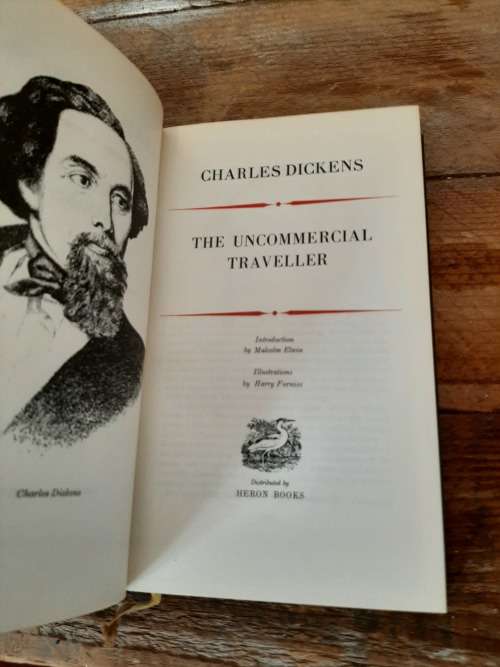 Charles Dickens
CHARLES DICKENS
THE UNCOMMERCIAL
TRAVELLER
Introduction
by Malcolm Elwin
Illustrations
by Harry Furniss
Distributed by
HERON BOOKS